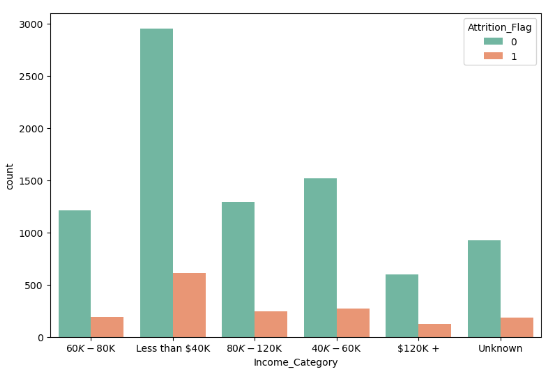 Attrition_Flag
0
1
3000
2500
2000
1500
1000
500
0
count
60K − 80K
Less than $40K
80K − 120K
40K − 60K
$120K +
Unknown
Income_Category